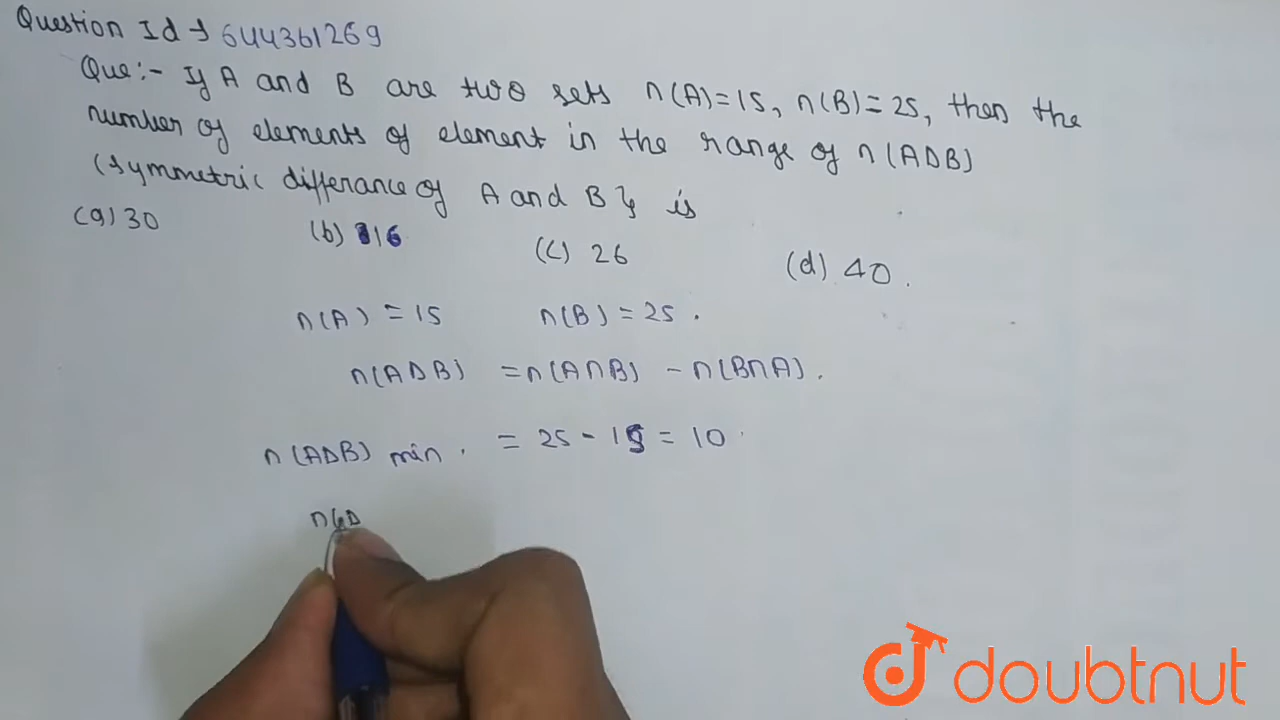 Question Id → 644361269
Que:- If A and B are two sets n(A)=15, n(B)=25, then the
number of elements of element in the range of n(AΔB)
(symmetric differance of A and B} is
(a) 30 (b) 16 (c) 26 (d) 40.
n(A) = 15 n(B) = 25.
n(AΔB) = n(A∩B) - n(B∩A).
n(AΔB) min. = 25 - 15 = 10.
doubtnut